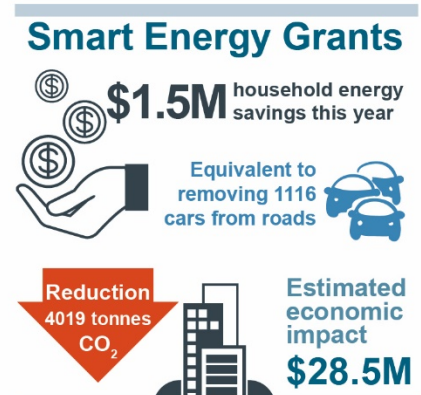 Smart Energy Grants
$ $1.5M household energy
$ savings this year
$
Equivalent to
removing 1116
cars from roads
Reduction
4019 tonnes
CO₂
Estimated
economic
impact
$28.5M